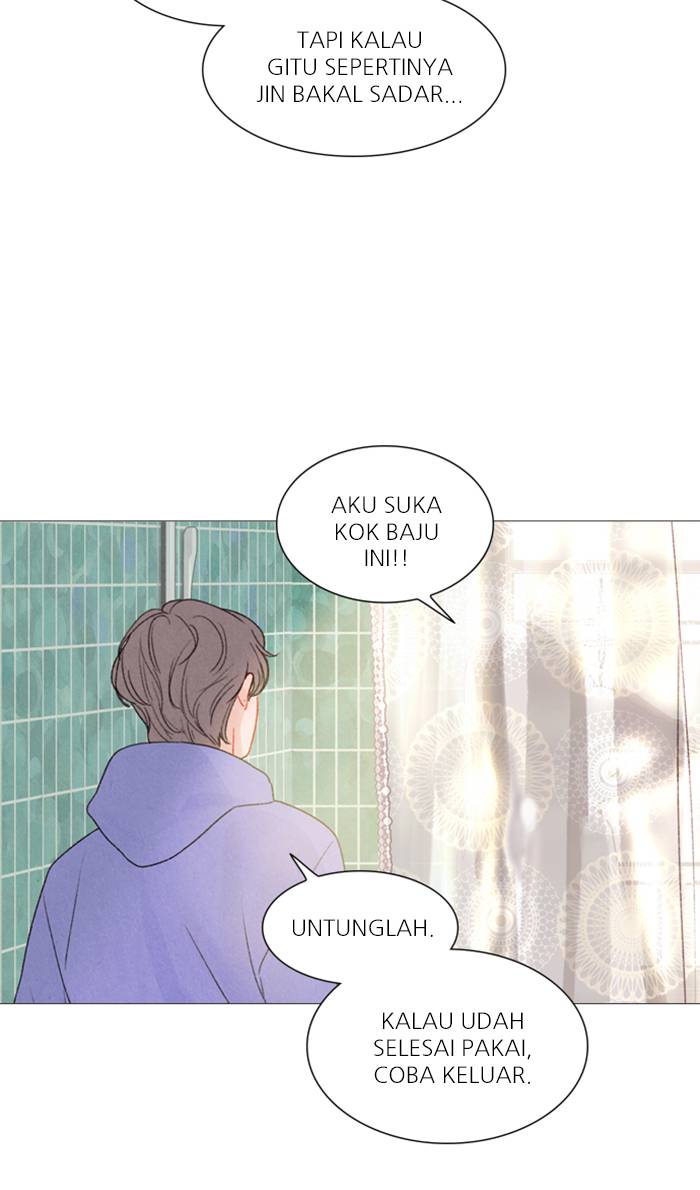 TAPI KALAU
GITU SEPERTINYA
JIN BAKAL SADAR...
AKU SUKA
KOK BAJU
INI!!
UNTUNGLAH.
KALAU UDAH
SELESAI PAKAI,
COBA KELUAR.